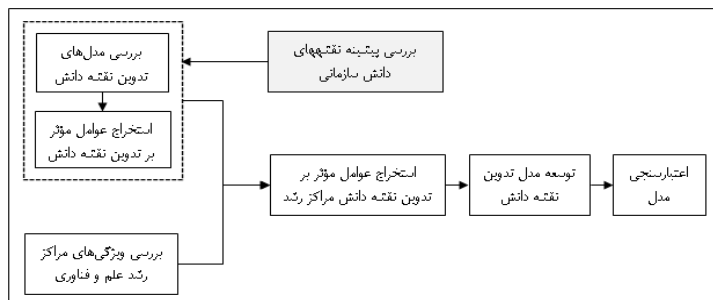 بررسی مدل‌های
تدوین نقشه دانش
بررسی پیشینه نقشه‌های
دانش سازمانی
استخراج عوامل مؤثر
بر تدوین نقشه دانش
استخراج عوامل مؤثر بر
تدوین نقشه دانش مراکز رشد
توسعه مدل تدوین
نقشه دانش
اعتبارسنجی
مدل
بررسی ویژگی‌های مراکز
رشد علم و فناوری